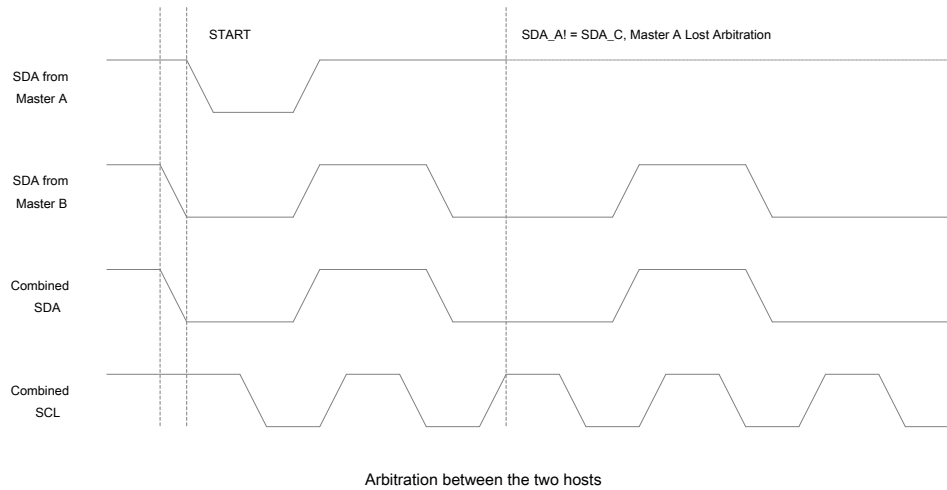 START
SDA_A! = SDA_C, Master A Lost Arbitration
SDA from
Master A
SDA from
Master B
Combined
SDA
Combined
SCL
Arbitration between the two hosts